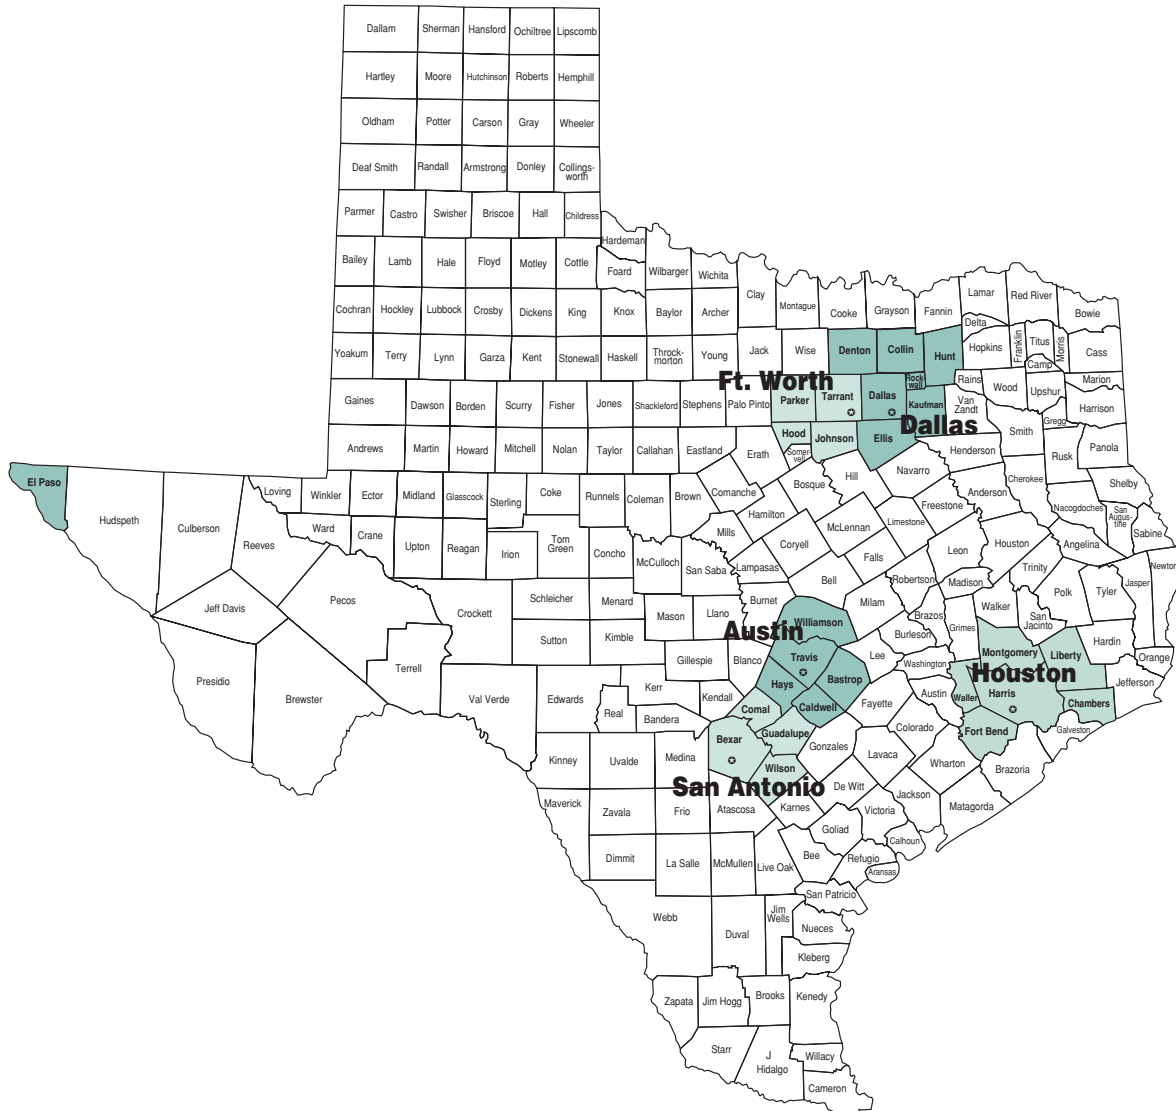 Dallam Sherman Hansford Ochiltree Lipscomb
Hartley Moore Hutchinson Roberts Hemphill
Oldham Potter Carson Gray Wheeler
Deaf Smith Randall Armstrong Donley Collings-
worth
Parmer Castro Swisher Briscoe Hall Childress
Hardeman
Bailey Lamb Hale Floyd Motley Cottle Foard Wilbarger Wichita
Clay Montague Cooke Grayson Fannin Lamar Red River Bowie
Cochran Hockley Lubbock Crosby Dickens King Knox Baylor Archer
Delta
Yoakum Terry Lynn Garza Kent Stonewall Haskell Throck-
morton Young Jack Wise Denton Collin Hunt Hopkins Franklin Titus Morris Cass
Camp
Ft. Worth
Rock
wall Rains Wood Upshur Marion
Gaines Dawson Borden Scurry Fisher Jones Shackleford Stephens Palo Pinto Parker Tarrant Dallas Kaufman Van
Zandt Harrison
Dallas
Gregg
Andrews Martin Howard Mitchell Nolan Taylor Callahan Eastland Erath Hood Johnson Ellis Smith
Somer-
vell
Henderson Rusk Panola
El Paso Hudspeth Culberson Reeves
Loving Winkler Ector Midland Glasscock Sterling Coke Runnels Coleman Brown Comanche Bosque Hill Navarro Anderson Cherokee Shelby
Ward Crane Upton Reagan Irion Tom
Green Concho McCulloch San Saba Mills Hamilton McLennan Limestone Freestone Nacogdoches San
Augus-
tine Sabine
Lampasas Coryell Falls Leon Houston Angelina
Bell Robertson Madison Trinity Polk Tyler Jasper Newton
Jeff Davis Pecos Crockett Schleicher Menard Mason Llano Burnet Williamson Milam Brazos Grimes Walker San
Jacinto Hardin
Austin
Burleson
Sutton Kimble Gillespie Blanco Travis Lee Washington Montgomery Liberty Orange
Houston
Presidio Brewster Terrell Val Verde Edwards Real Kerr Kendall Hays Bastrop Austin Waller Harris Chambers Jefferson
Bandera Comal Caldwell Fayette Colorado Fort Bend Galveston
Kinney Uvalde Medina Bexar Guadalupe Gonzales Lavaca Wharton Brazoria
Wilson
San Antonio
Maverick Zavala Frio Atascosa Karnes De Witt Jackson Matagorda
Victoria
Goliad Calhoun
Dimmit La Salle McMullen Live Oak Bee Refugio
Aransas
San Patricio
Webb Duval Jim
Wells Nueces
Kleberg
Zapata Jim Hogg Brooks Kenedy
Starr J
Hidalgo Willacy
Cameron